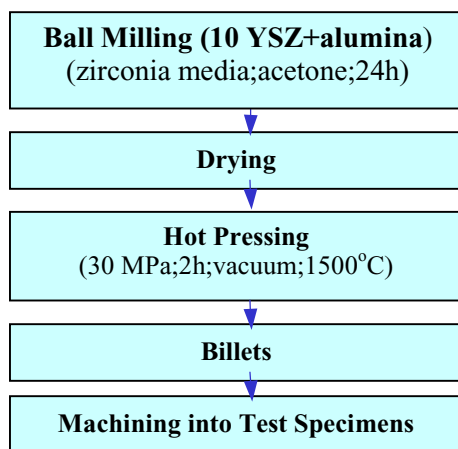 Ball Milling (10 YSZ+alumina)
(zirconia media;acetone;24h)
Drying
Hot Pressing
(30 MPa;2h;vacuum;1500°C)
Billets
Machining into Test Specimens